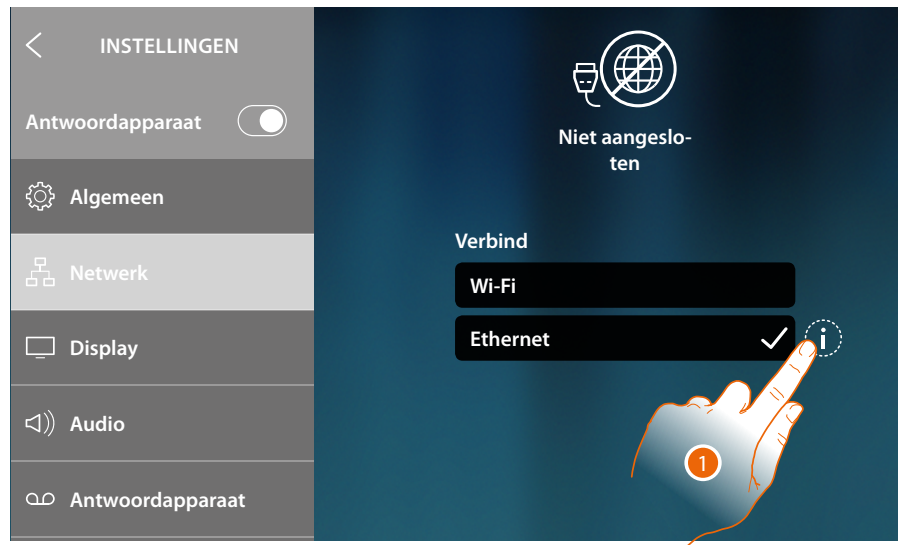 INSTELLINGEN
Antwoordapparaat
Algemeen
Netwerk
Display
Audio
Antwoordapparaat
Niet aangeslo-
ten
Verbind
Wi-Fi
Ethernet
i
1